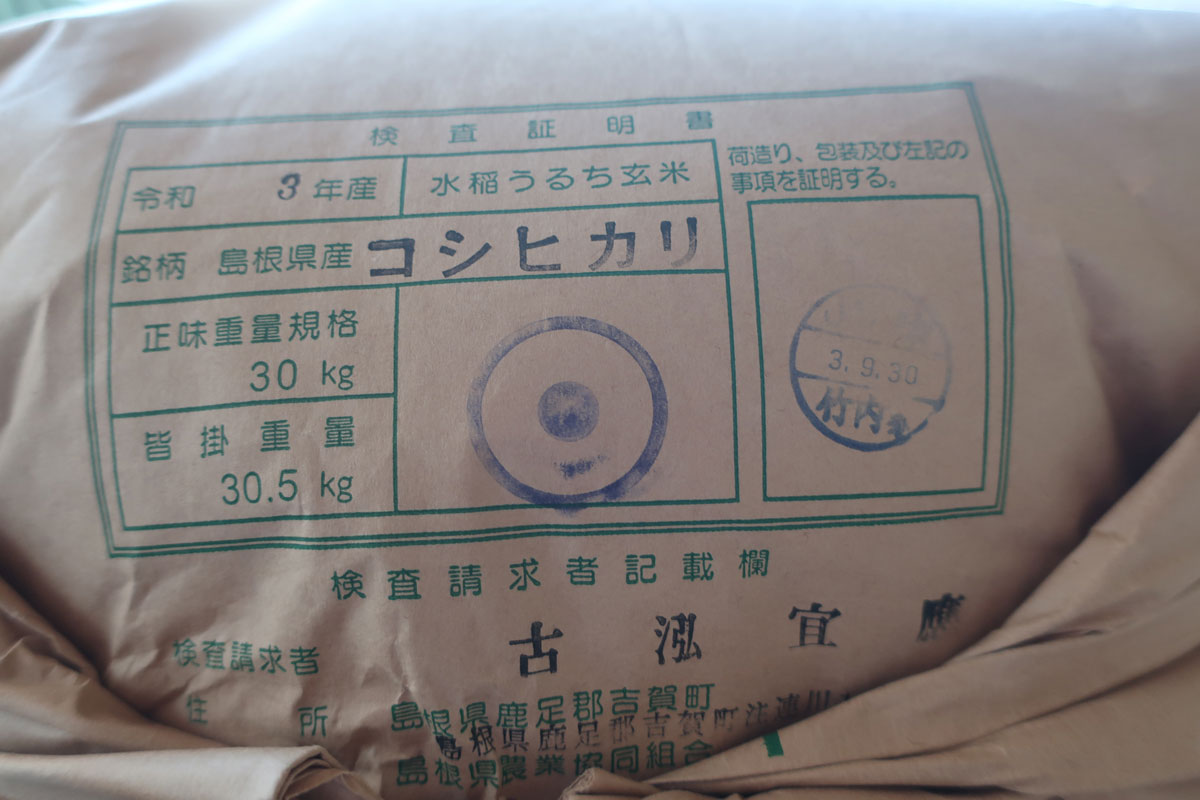 検査証明書
令和 3年産 水稲うるち玄米
銘柄 島根県産 コシヒカリ
正味重量規格
30 kg
皆掛重量
30.5 kg
荷造り、包装及び左記の
事項を証明する。
3.9.30
竹内
検査請求者記載欄
検査請求者 古泓宜應
住所 島根県鹿足郡吉賀町
島根県鹿足郡吉賀町注連川
島根県農業協同組合